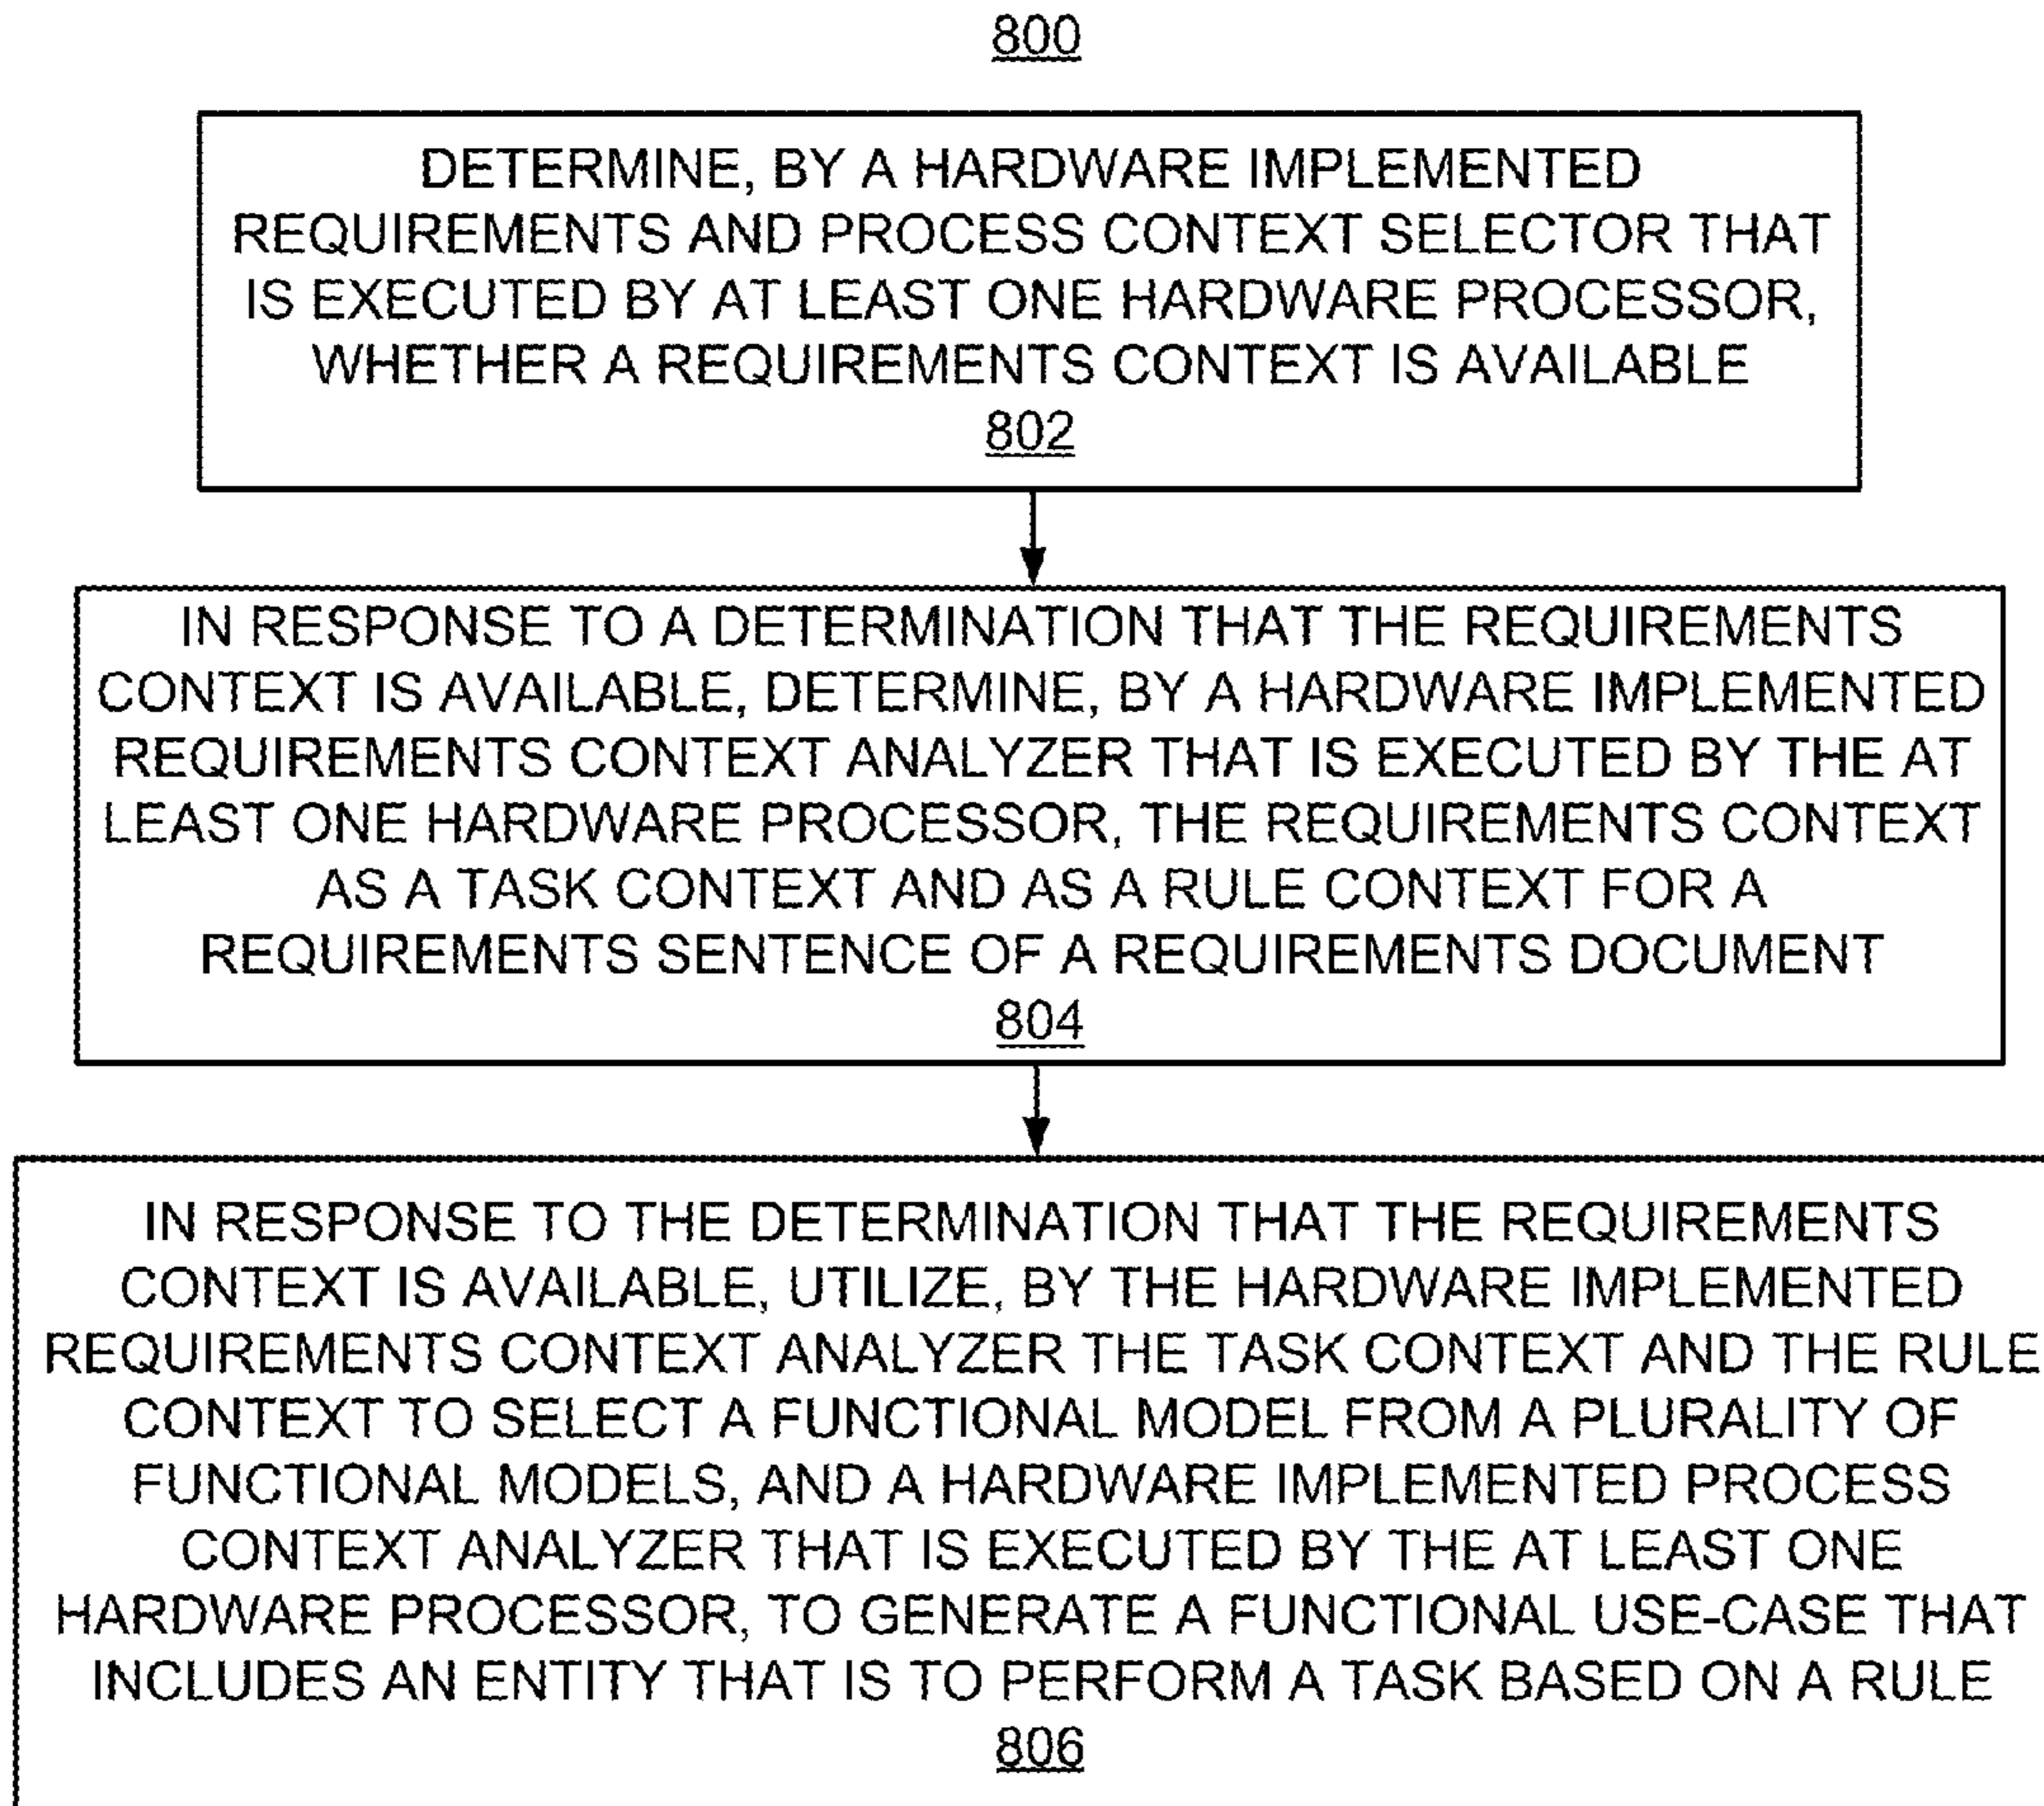 800
DETERMINE, BY A HARDWARE IMPLEMENTED
REQUIREMENTS AND PROCESS CONTEXT SELECTOR THAT
IS EXECUTED BY AT LEAST ONE HARDWARE PROCESSOR,
WHETHER A REQUIREMENTS CONTEXT IS AVAILABLE
802
IN RESPONSE TO A DETERMINATION THAT THE REQUIREMENTS
CONTEXT IS AVAILABLE, DETERMINE, BY A HARDWARE IMPLEMENTED
REQUIREMENTS CONTEXT ANALYZER THAT IS EXECUTED BY THE AT
LEAST ONE HARDWARE PROCESSOR, THE REQUIREMENTS CONTEXT
AS A TASK CONTEXT AND AS A RULE CONTEXT FOR A
REQUIREMENTS SENTENCE OF A REQUIREMENTS DOCUMENT
804
IN RESPONSE TO THE DETERMINATION THAT THE REQUIREMENTS
CONTEXT IS AVAILABLE, UTILIZE, BY THE HARDWARE IMPLEMENTED
REQUIREMENTS CONTEXT ANALYZER THE TASK CONTEXT AND THE RULE
CONTEXT TO SELECT A FUNCTIONAL MODEL FROM A PLURALITY OF
FUNCTIONAL MODELS, AND A HARDWARE IMPLEMENTED PROCESS
CONTEXT ANALYZER THAT IS EXECUTED BY THE AT LEAST ONE
HARDWARE PROCESSOR, TO GENERATE A FUNCTIONAL USE-CASE THAT
INCLUDES AN ENTITY THAT IS TO PERFORM A TASK BASED ON A RULE
806